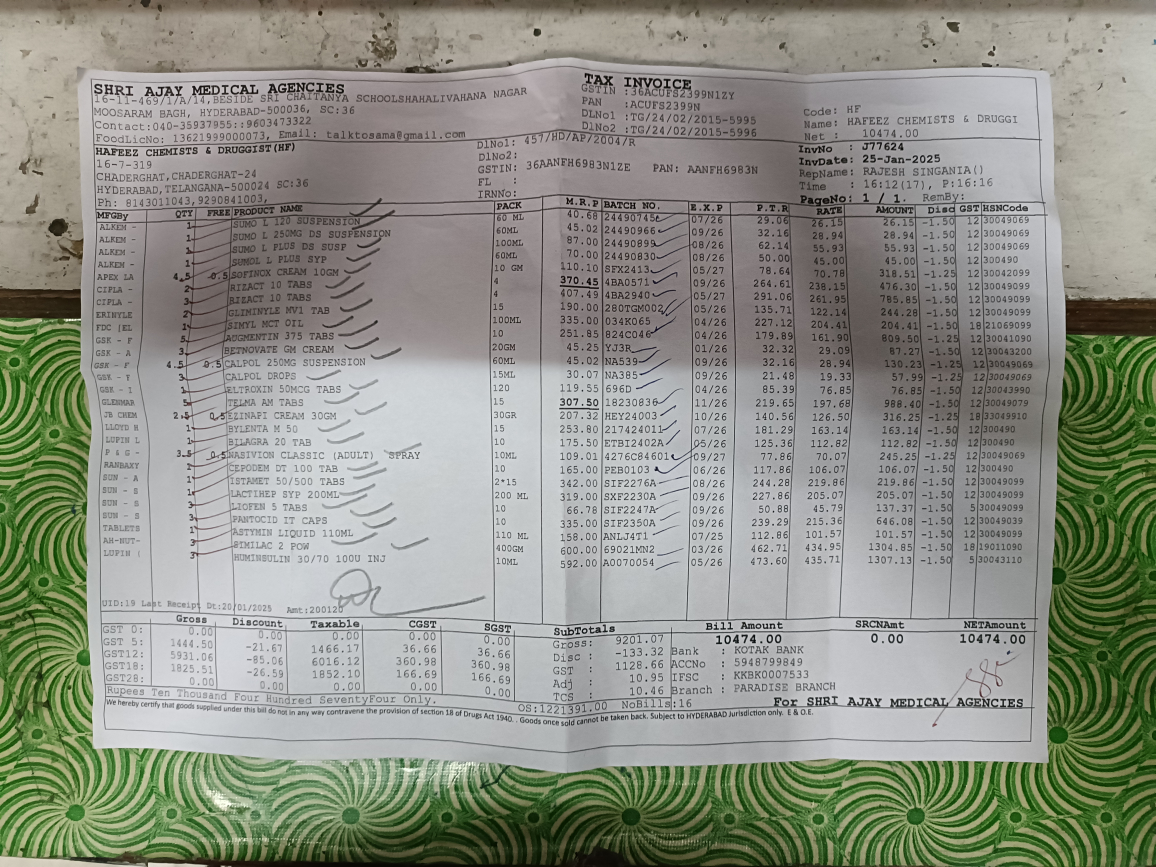 SHRI AJAY MEDICAL AGENCIES
16-11-469/1/A/14,BESIDE SRI CHAITANYA SCHOOLSHAHALIVAHANA NAGAR
MOOSARAM BAGH, HYDERABAD-500036, SC:36
Contact:040-35937955::9603473322
FoodLicNo: 13621999000073, Email: talktosama@gmail.com
TAX INVOICE
GSTIN :36ACUFS2399N1ZY
PAN :ACUFS2399N
DLNo1 :TG/24/02/2015-5995
DLNo2 :TG/24/02/2015-5996
Code: HF
Name: HAFEEZ CHEMISTS & DRUGGI
Net : 10474.00
HAFEEZ CHEMISTS & DRUGGIST(HF)
16-7-319
CHADERGHAT,CHADERGHAT-24
HYDERABAD,TELANGANA-500024 SC:36
Ph: 8143011043,9290841003,
DlNo1: 457/HD/AP/2004/R
DlNo2:
GSTIN: 36AANFH6983N1ZE PAN: AANFH6983N
FL :
IRNNo:
InvNo : J77624
InvDate: 25-Jan-2025
RepName: RAJESH SINGANIA()
Time : 16:12(17), P:16:16
PageNo: 1 / 1. RemBy:
MFGBy QTY FREE PRODUCT NAME PACK M.R.P BATCH NO. E.X.P P.T.R RATE AMOUNT Disc GST HSNCode
ALKEM - 1 SUMO L 120 SUSPENSION 60 ML 40.68 24490745 07/26 29.06 26.15 26.15 -1.50 12 30049069
ALKEM - 1 SUMO L 250MG DS SUSPENSION 60ML 45.02 24490966 09/26 32.16 28.94 28.94 -1.50 12 30049069
ALKEM - 1 SUMO L PLUS DS SUSP 100ML 87.00 24490899 08/26 62.14 55.93 55.93 -1.50 12 30049069
ALKEM - 1 SUMOL L PLUS SYP 60ML 70.00 24490830 08/26 50.00 45.00 45.00 -1.50 12 300490
APEX LA 4.5 0.5 SOFINOX CREAM 10GM 10 GM 110.10 SFX2413 05/27 78.64 70.78 318.51 -1.25 12 30042099
CIPLA - 2 RIZACT 10 TABS 4 370.45 4BA0571 09/26 264.61 238.15 476.30 -1.50 12 30049099
CIPLA - 3 RIZACT 10 TABS 4 407.49 4BA2940 05/27 291.06 261.95 785.85 -1.50 12 30049099
ERINYLE 2 GLIMINYLE MV1 TAB 15 190.00 280TGM002 05/26 135.71 122.14 244.28 -1.50 12 30049099
FDC (EL 1 SIMYL MCT OIL 100ML 335.00 034K065 04/26 227.12 204.41 204.41 -1.50 18 21069099
GSK - F 5 AUGMENTIN 375 TABS 10 251.85 824C046 04/26 179.89 161.90 809.50 -1.50 12 30041090
GSK - A 3 BETNOVATE GM CREAM 20GM 45.25 YJ3R 01/26 32.32 29.09 87.27 -1.50 12 30043200
GSK - F 4.5 0.5 CALPOL 250MG SUSPENSION 60ML 45.02 NA539 09/26 32.16 28.94 130.23 -1.25 12 30049069
GSK - F 3 CALPOL DROPS 15ML 30.07 NA385 09/26 21.48 19.33 57.99 -1.25 12 30049069
GSK - I 1 ELTROXIN 50MCG TABS 120 119.55 696D 04/26 85.39 76.85 76.85 -1.50 12 30043990
GLENMAR 5 TELMA AM TABS 15 307.50 18230836 11/26 219.65 197.68 988.40 -1.50 12 30049079
JB CHEM 2.5 0.5 EZINAPI CREAM 30GM 30GR 207.32 HEY24003 10/26 140.56 126.50 316.25 -1.25 18 33049910
LLOYD H 1 BYLENTA M 50 15 253.80 217424011 07/26 181.29 163.14 163.14 -1.50 12 300490
LUPIN L 1 BILAGRA 20 TAB 10 175.50 ETBI2402A 05/26 125.36 112.82 112.82 -1.50 12 300490
P & G - 3.5 0.5 NASIVION CLASSIC (ADULT) SPRAY 10ML 109.01 4276C84601 09/27 77.86 70.07 245.25 -1.25 12 30049069
RANBAXY 1 CEPODEM DT 100 TAB 10 165.00 PEB0103 06/26 117.86 106.07 106.07 -1.50 12 300490
SUN - A 1 ISTAMET 50/500 TABS 2*15 342.00 SIF2276A 08/26 244.28 219.86 219.86 -1.50 12 30049099
SUN - S 1 LACTIHEP SYP 200ML 200 ML 319.00 SXF2230A 09/26 227.86 205.07 205.07 -1.50 12 30049099
SUN - S 3 LIOFEN 5 TABS 10 66.78 SIF2247A 09/26 50.88 45.79 137.37 -1.50 5 30049099
SUN - S 3 PANTOCID IT CAPS 10 335.00 SIF2350A 09/26 239.29 215.36 646.08 -1.50 12 30049039
TABLETS 1 ASTYMIN LIQUID 110ML 110 ML 158.00 ANLJ4T1 07/25 112.86 101.57 101.57 -1.50 12 30049099
AH-NUT- 3 SIMILAC 2 POW 400GM 600.00 69021MN2 03/26 462.71 434.95 1304.85 -1.50 18 19011090
LUPIN ( 3 HUMINSULIN 30/70 100U INJ 10ML 592.00 A0070054 05/26 473.60 435.71 1307.13 -1.50 5 30043110
UID:19 Last Receipt Dt:20/01/2025 Amt:200120
Gross Discount Taxable CGST SGST
GST 0: 0.00 0.00 0.00 0.00 0.00
GST 5: 1444.50 -21.67 1466.17 36.66 36.66
GST12: 5931.06 -85.06 6016.12 360.98 360.98
GST18: 1825.51 -26.59 1852.10 166.69 166.69
GST28: 0.00 0.00 0.00 0.00 0.00
SubTotals
Gross: 9201.07
Disc : -133.32
GST : 1128.66
Adj : 10.95
TCS : 10.46
Bill Amount SRCNAmt NETAmount
10474.00 0.00 10474.00
Bank : KOTAK BANK
ACCNo : 5948799849
IFSC : KKBK0007533
Branch : PARADISE BRANCH
Rupees Ten Thousand Four Hundred SeventyFour Only.
OS:1221391.00 NoBills:16
For SHRI AJAY MEDICAL AGENCIES
We hereby certify that goods supplied under this bill do not in any way contravene the provision of section 18 of Drugs Act 1940. . Goods once sold cannot be taken back. Subject to HYDERABAD Jurisdiction only. E & O.E.